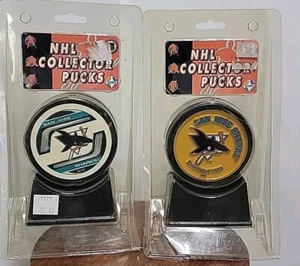 NHL
COLLECTOR
PUCKS
SAN JOSE
SHARKS
NHL
COLLECTOR
PUCKS
SAN JOSE SHARKS